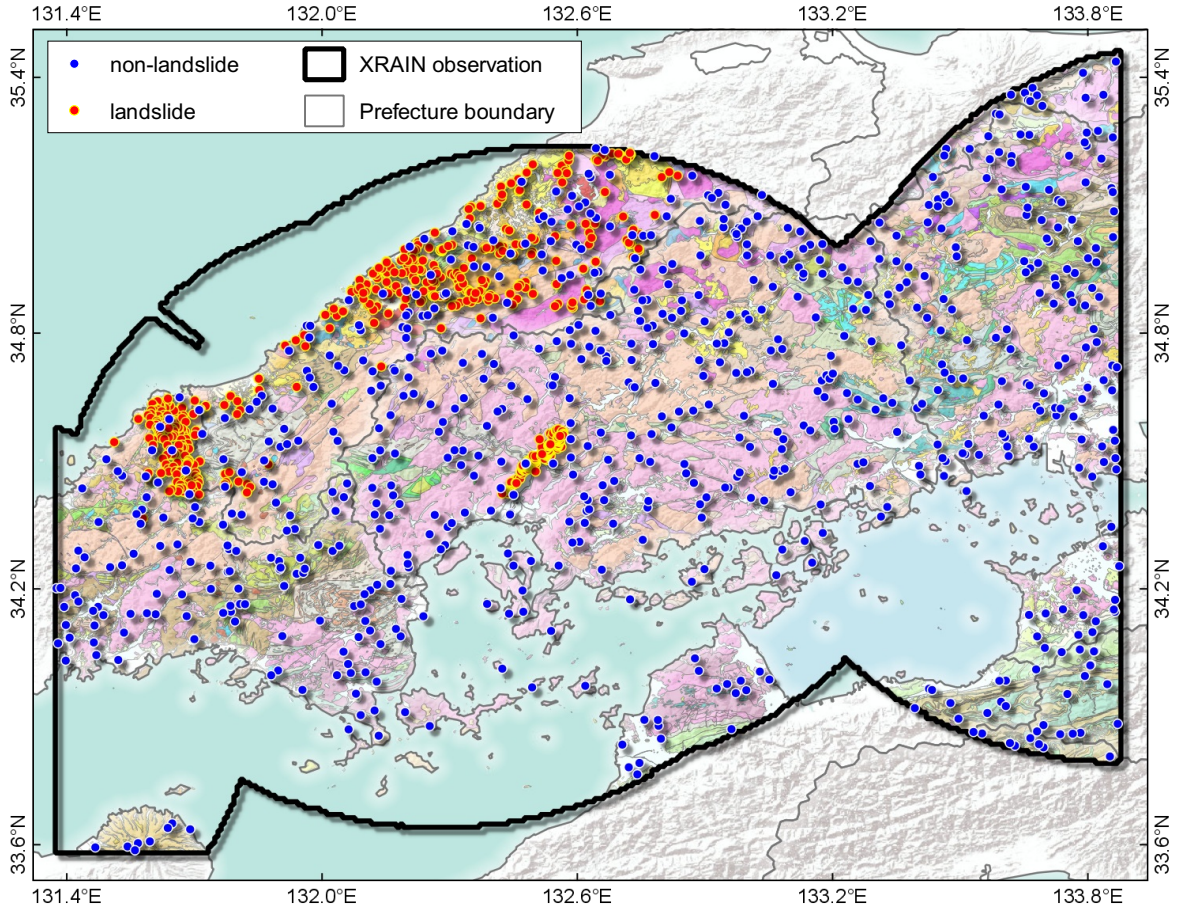 131.4°E 132.0°E 132.6°E 133.2°E 133.8°E
non-landslide XRAIN observation
landslide Prefecture boundary
35.4°N 35.4°N
34.8°N 34.8°N
34.2°N 34.2°N
33.6°N 33.6°N
131.4°E 132.0°E 132.6°E 133.2°E 133.8°E